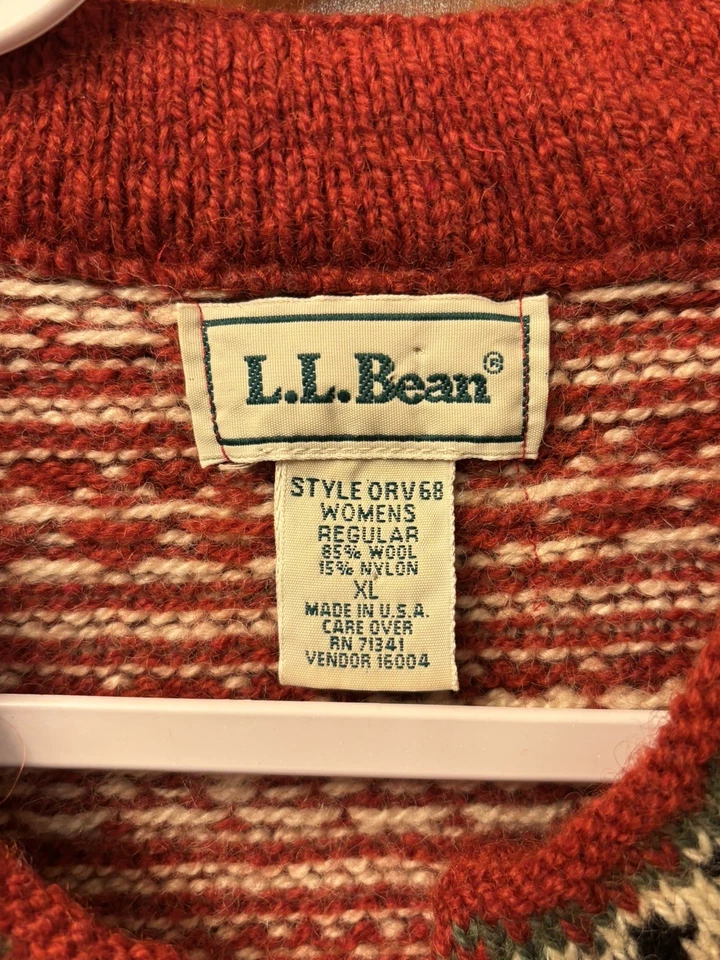 L.L.Bean®
STYLE ORV68
WOMENS
REGULAR
85% WOOL
15% NYLON
XL
MADE IN U.S.A.
CARE OVER
RN 71341
VENDOR 16004